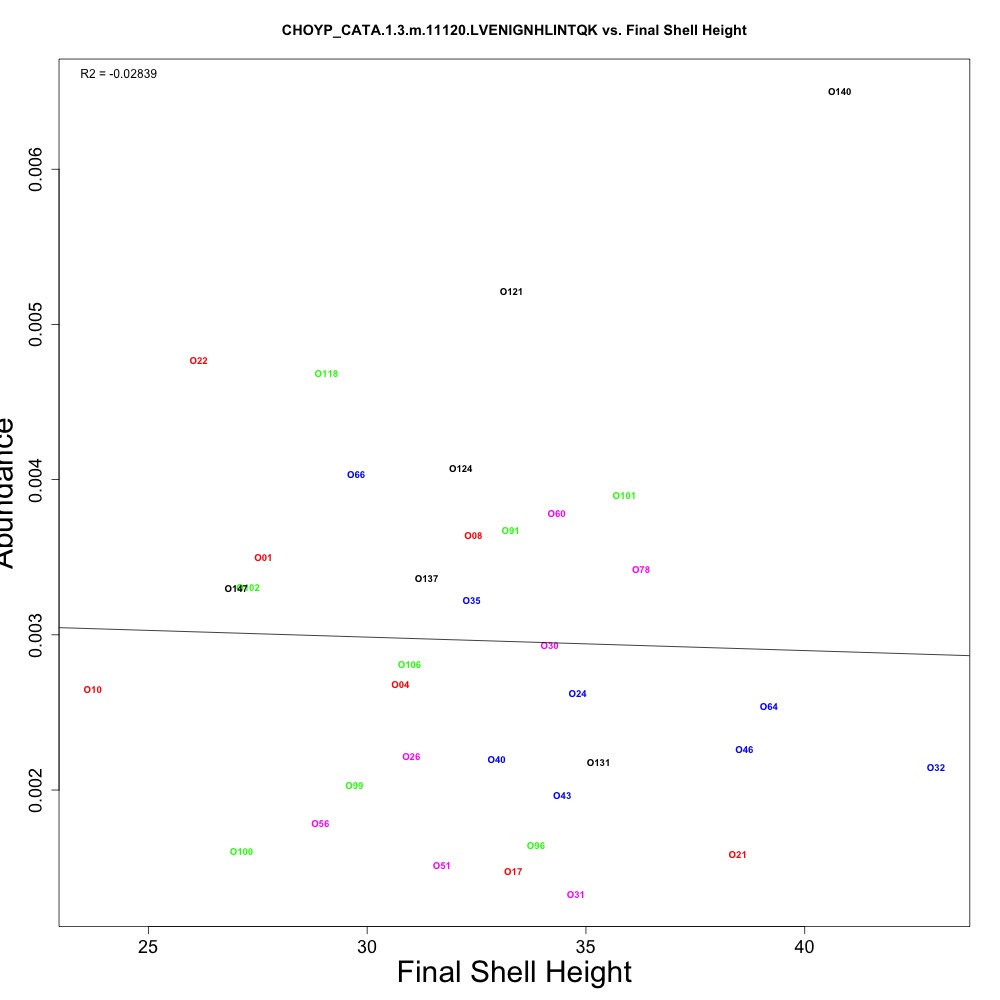 CHOYP_CATA.1.3.m.11120.LVENIGNHLINTQK vs. Final Shell Height
R2 = -0.02839
O140
0.006
O121
0.005
O22
O118
O124
O66
0.004
O101
O60
O91
O08
O01
O78
O137
O147
O102
O35
0.003
O30
O106
O04
O10
O24
O64
O46
O26
O40
O131
O32
O99
0.002
O43
O56
O96
O100
O21
O51
O17
O31
Abundance
25 30 35 40
Final Shell Height